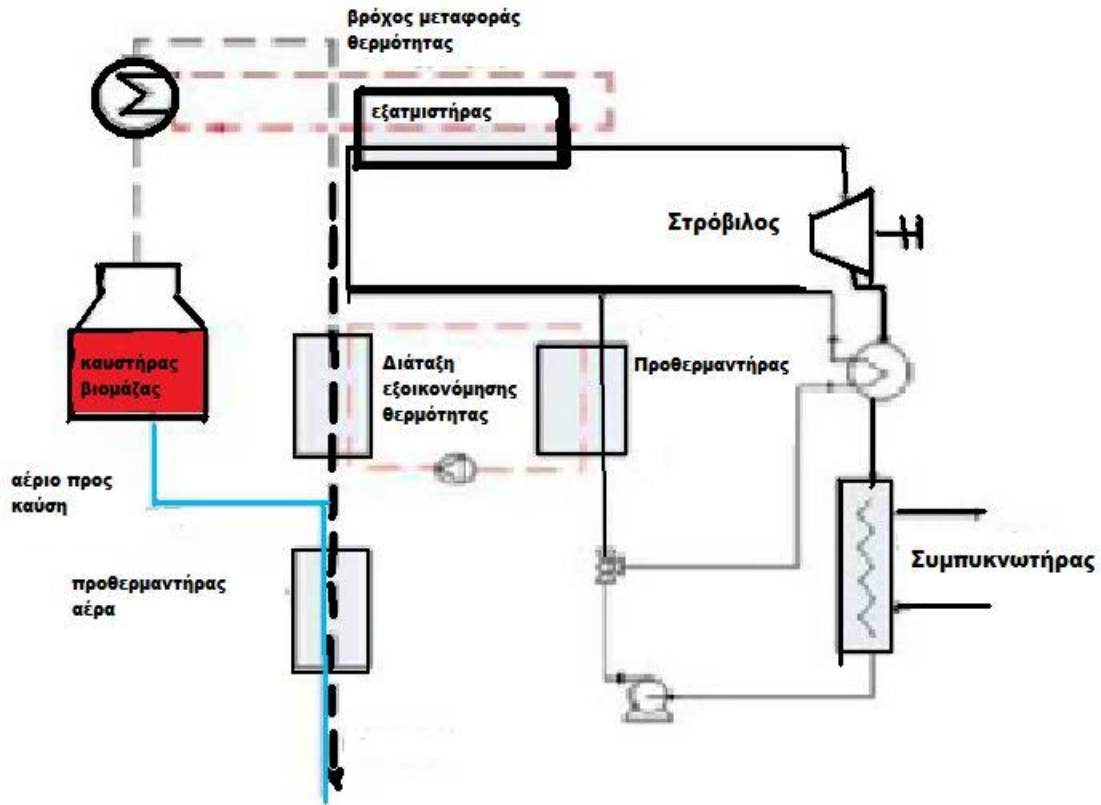 βρόχος μεταφοράς
θερμότητας
εξατμιστήρας
Στρόβιλος
καυστήρας
βιομάζας
Διάταξη
εξοικονόμησης
θερμότητας
Προθερμαντήρας
αέριο προς
καύση
προθερμαντήρας
αέρα
Συμπυκνωτήρας